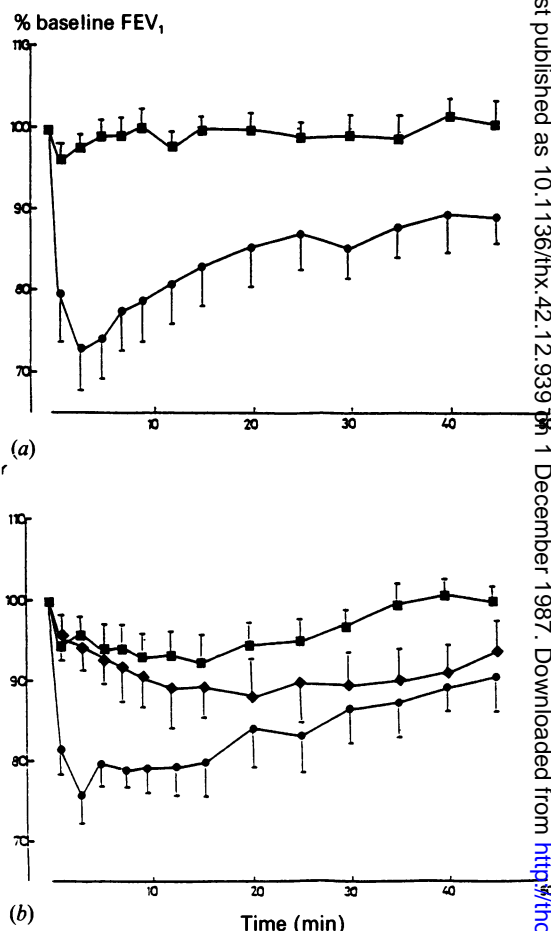 % baseline FEV₁
110
100
90
80
70
10 20 30 40
(a)
r
110
100
90
80
70
10 20 30 40
(b)
Time (min)
st published as 10.1136/thx.42.12.939 on 1 December 1987. Downloaded from http://tho